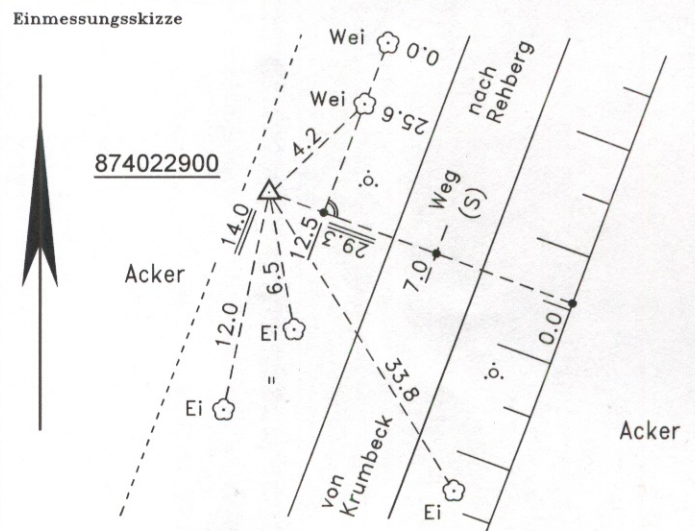 Einmessungsskizze
Wei
0.0
nach
Rehberg
Wei
25.6
4.2
874022900
Weg
(S)
14.0
12.5
29.3
7.0
Acker
6.5
12.0
0.0
Ei
33.8
"
Ei
Acker
von
Krumbeck
Ei